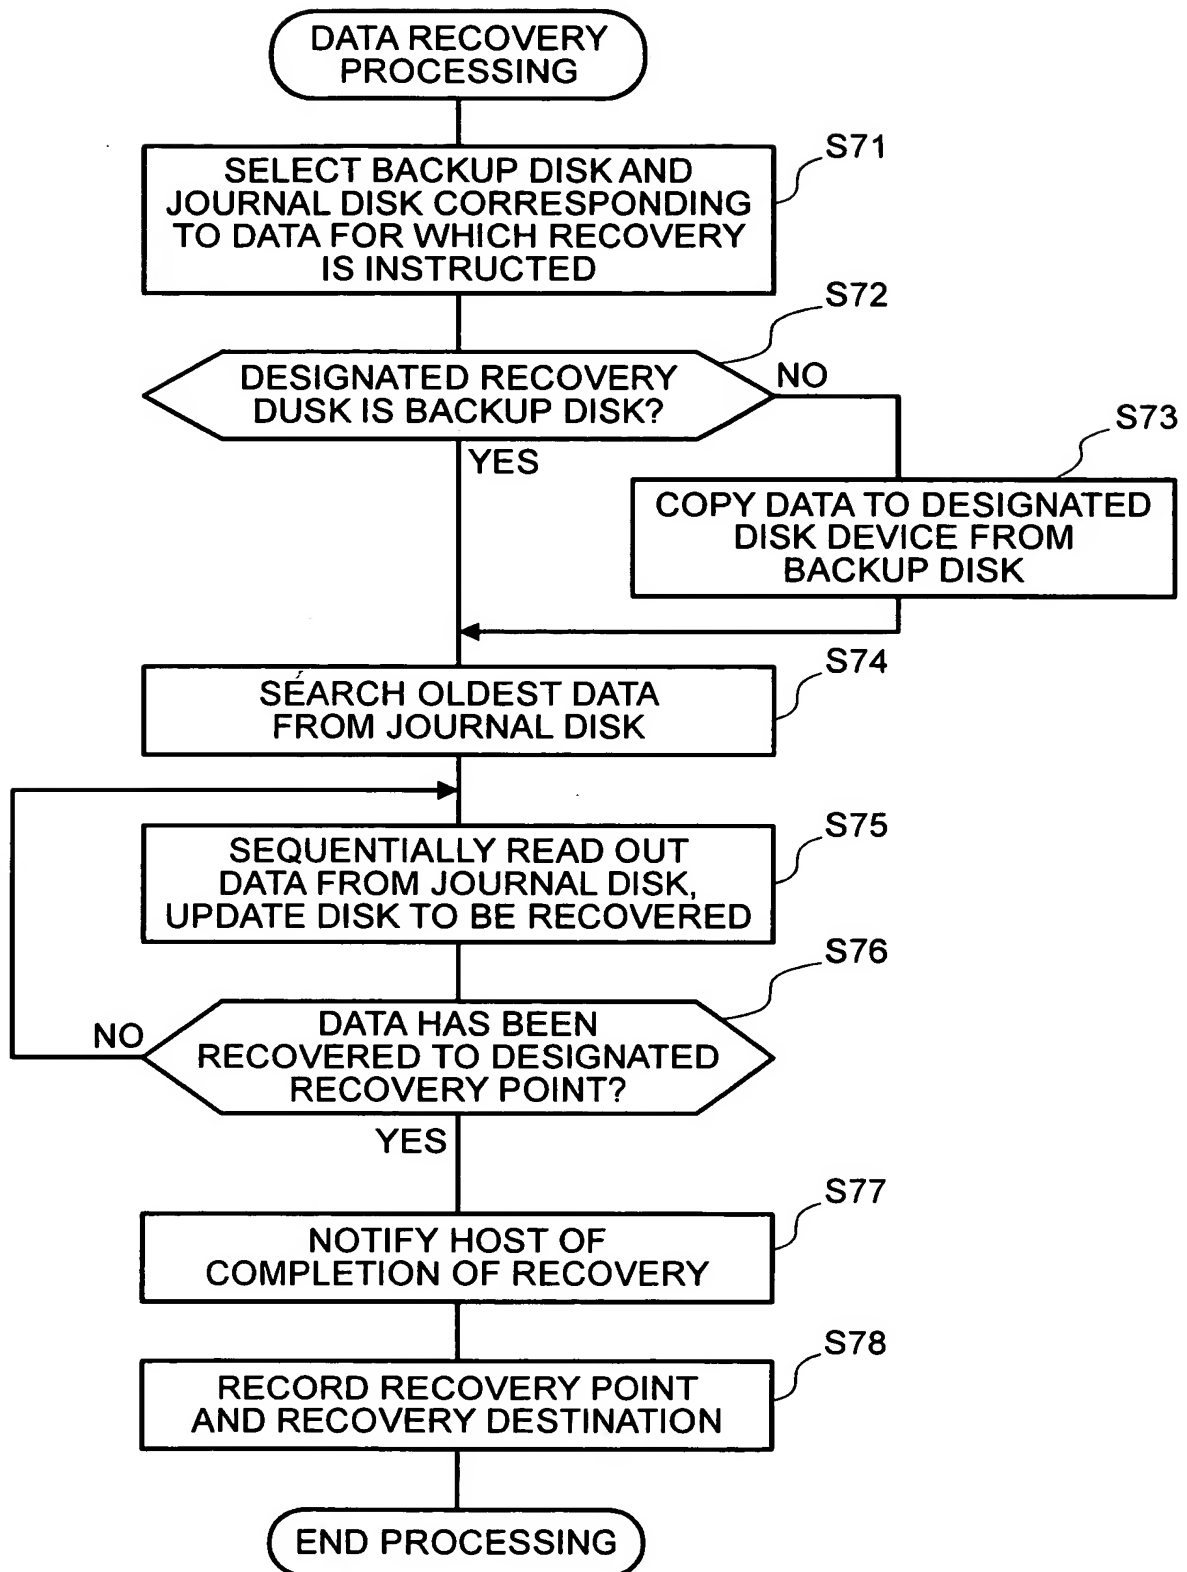 DATA RECOVERY
PROCESSING
S71
SELECT BACKUP DISK AND
JOURNAL DISK CORRESPONDING
TO DATA FOR WHICH RECOVERY
IS INSTRUCTED
S72
DESIGNATED RECOVERY
DUSK IS BACKUP DISK?
NO
YES
S73
COPY DATA TO DESIGNATED
DISK DEVICE FROM
BACKUP DISK
S74
SEARCH OLDEST DATA
FROM JOURNAL DISK
S75
SEQUENTIALLY READ OUT
DATA FROM JOURNAL DISK,
UPDATE DISK TO BE RECOVERED
S76
DATA HAS BEEN
RECOVERED TO DESIGNATED
RECOVERY POINT?
NO
YES
S77
NOTIFY HOST OF
COMPLETION OF RECOVERY
S78
RECORD RECOVERY POINT
AND RECOVERY DESTINATION
END PROCESSING